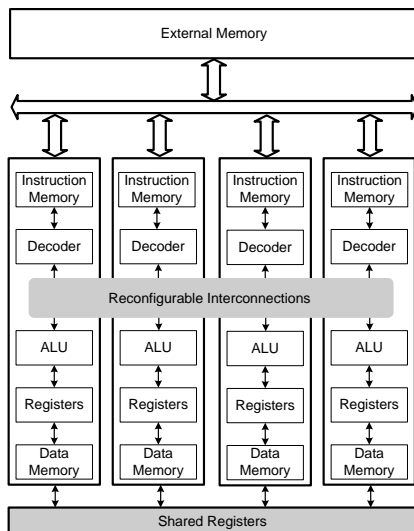 External Memory
Instruction Memory
Instruction Memory
Instruction Memory
Instruction Memory
Decoder
Decoder
Decoder
Decoder
Reconfigurable Interconnections
ALU
ALU
ALU
ALU
Registers
Registers
Registers
Registers
Data Memory
Data Memory
Data Memory
Data Memory
Shared Registers